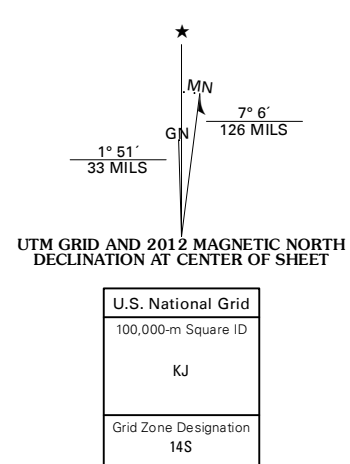 ★
MN
7° 6´
126 MILS
GN
1° 51´
33 MILS
UTM GRID AND 2012 MAGNETIC NORTH
DECLINATION AT CENTER OF SHEET
U.S. National Grid
100,000-m Square ID
KJ
Grid Zone Designation
14S